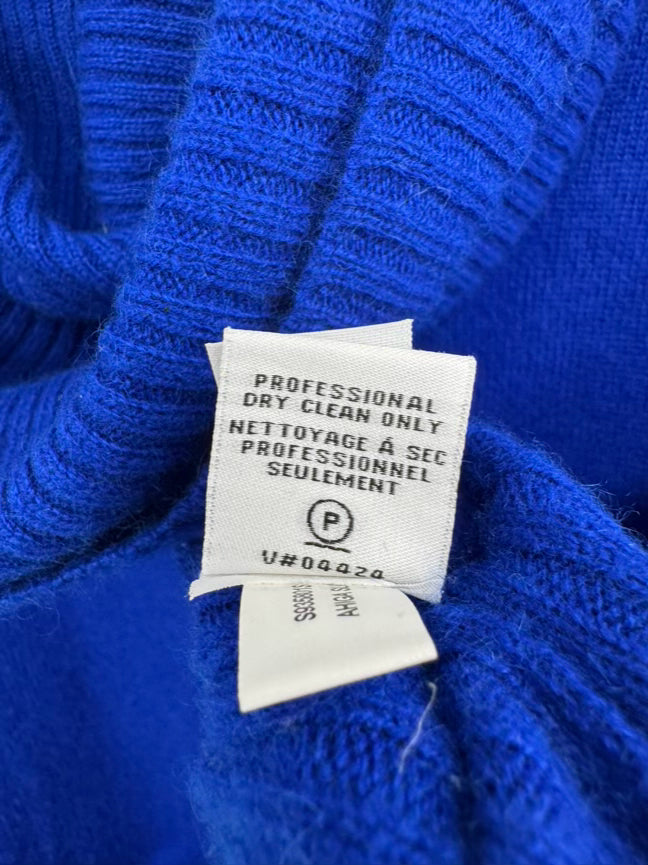 PROFESSIONAL
DRY CLEAN ONLY
NETTOYAGE À SEC
PROFESSIONNEL
SEULEMENT
P
V#04424